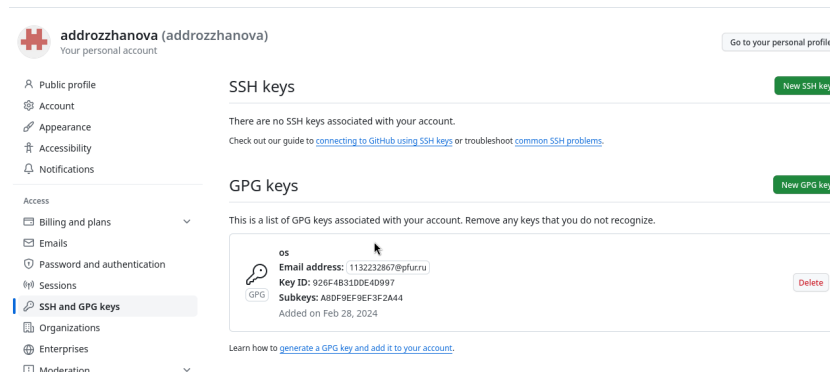 addrozzhanova (addrozzhanova)
Your personal account
Go to your personal profile
Public profile
Account
Appearance
Accessibility
Notifications
Access
Billing and plans
Emails
Password and authentication
Sessions
SSH and GPG keys
Organizations
Enterprises
Moderation
SSH keys
New SSH key
There are no SSH keys associated with your account.
Check out our guide to connecting to GitHub using SSH keys or troubleshoot common SSH problems.
GPG keys
New GPG key
This is a list of GPG keys associated with your account. Remove any keys that you do not recognize.
os
Email address: 1132232867@pfur.ru
Key ID: 926F4B31DDE4D997
GPG
Subkeys: A8DF9EF9EF3F2A44
Added on Feb 28, 2024
Delete
Learn how to generate a GPG key and add it to your account.